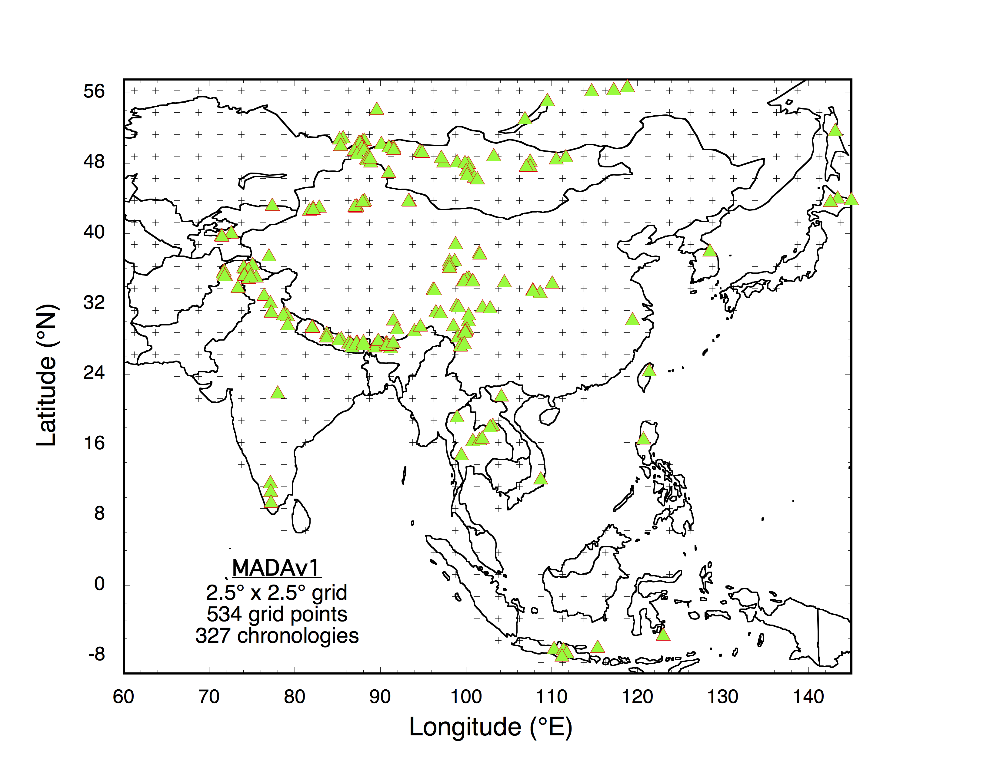 56
48
40
32
24
16
8
0
-8
Latitude (°N)
MADAv1
2.5° x 2.5° grid
534 grid points
327 chronologies
60 70 80 90 100 110 120 130 140
Longitude (°E)